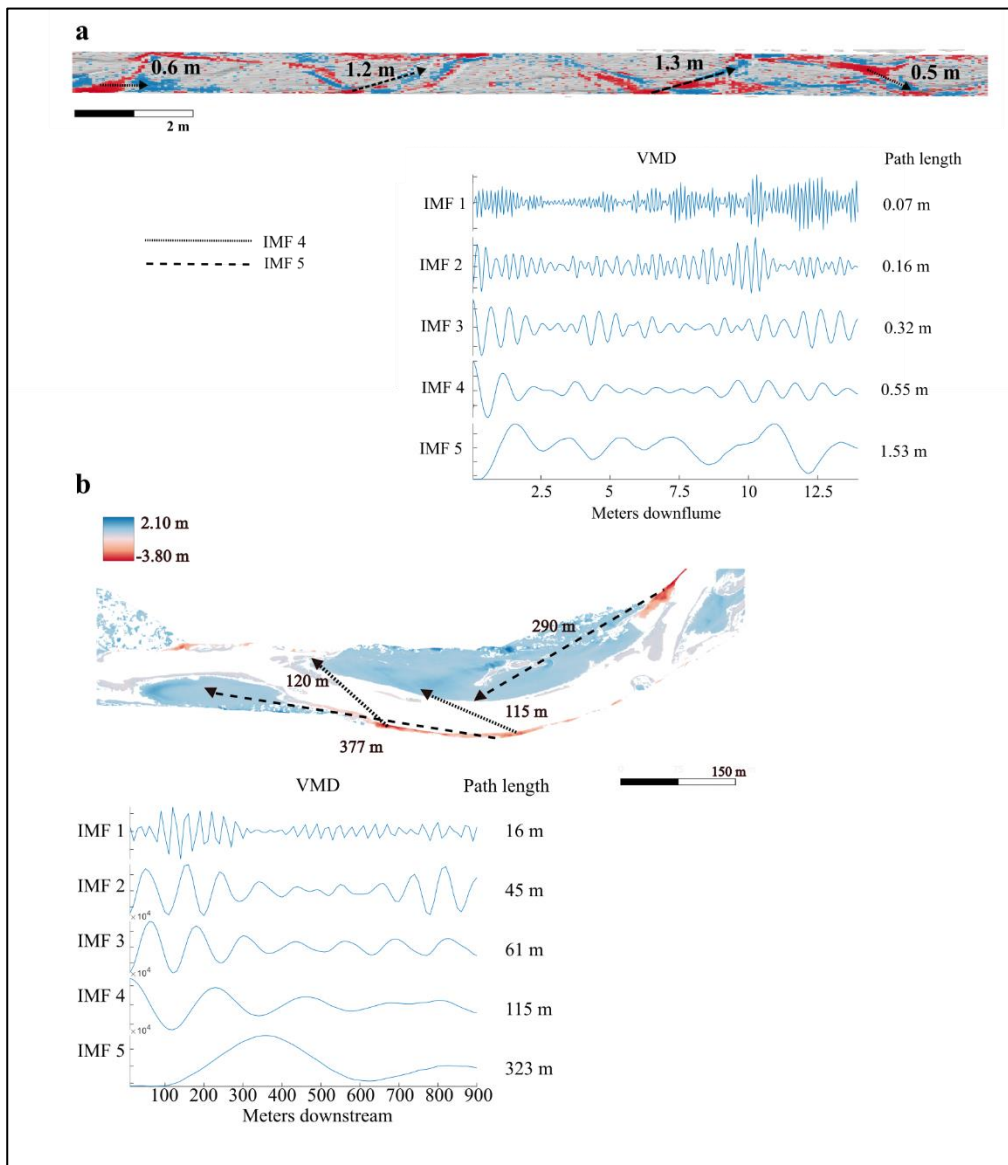 a
0.6 m
1.2 m
1.3 m
0.5 m
2 m
VMD Path length
IMF 1 0.07 m
IMF 2 0.16 m
IMF 3 0.32 m
IMF 4 0.55 m
IMF 5 1.53 m
IMF 4
IMF 5
2.5 5 7.5 10 12.5
Meters downflume
b
2.10 m
-3.80 m
290 m
120 m
115 m
377 m
150 m
VMD Path length
IMF 1 16 m
IMF 2 45 m
× 10⁴
IMF 3 61 m
× 10⁴
IMF 4 115 m
× 10⁴
IMF 5 323 m
100 200 300 400 500 600 700 800 900
Meters downstream